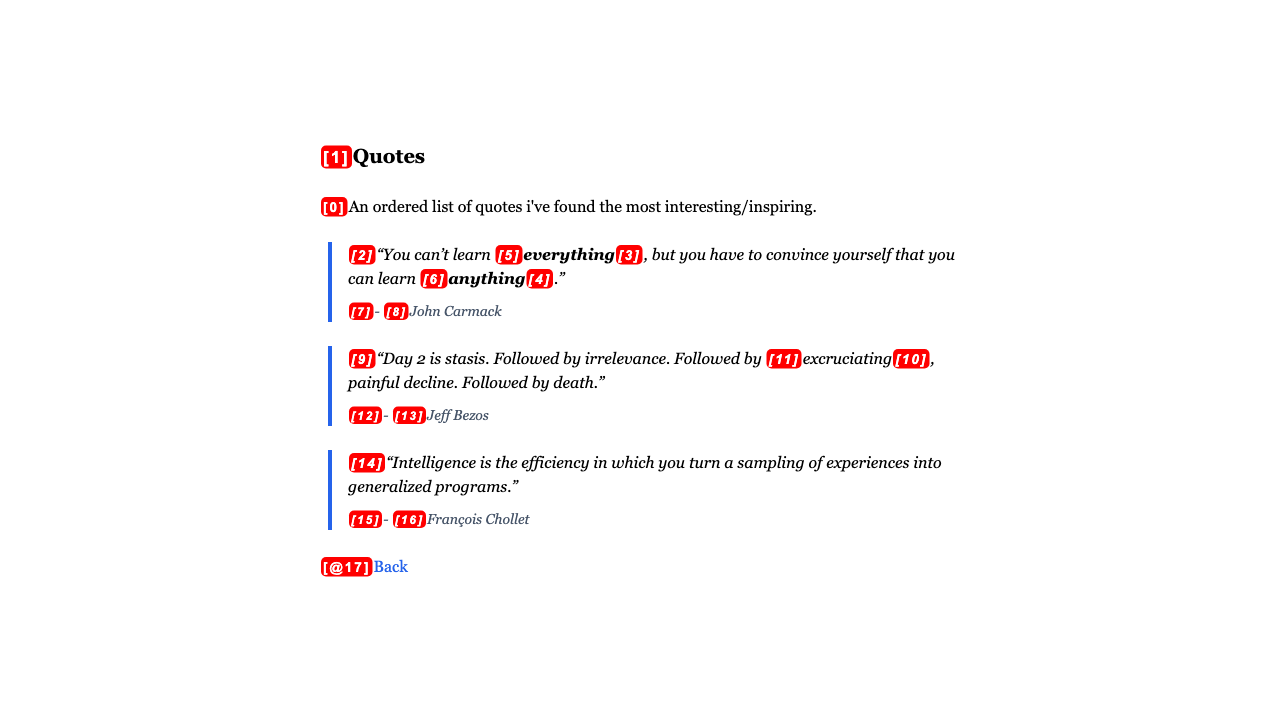 [1]Quotes
[0]An ordered list of quotes i've found the most interesting/inspiring.
[2]“You can’t learn [5]everything[3], but you have to convince yourself that you
can learn [6]anything[4].”
[7]- [8]John Carmack
[9]“Day 2 is stasis. Followed by irrelevance. Followed by [11]excruciating[10],
painful decline. Followed by death.”
[12]- [13]Jeff Bezos
[14]“Intelligence is the efficiency in which you turn a sampling of experiences into
generalized programs.”
[15]- [16]François Chollet
[@17]Back